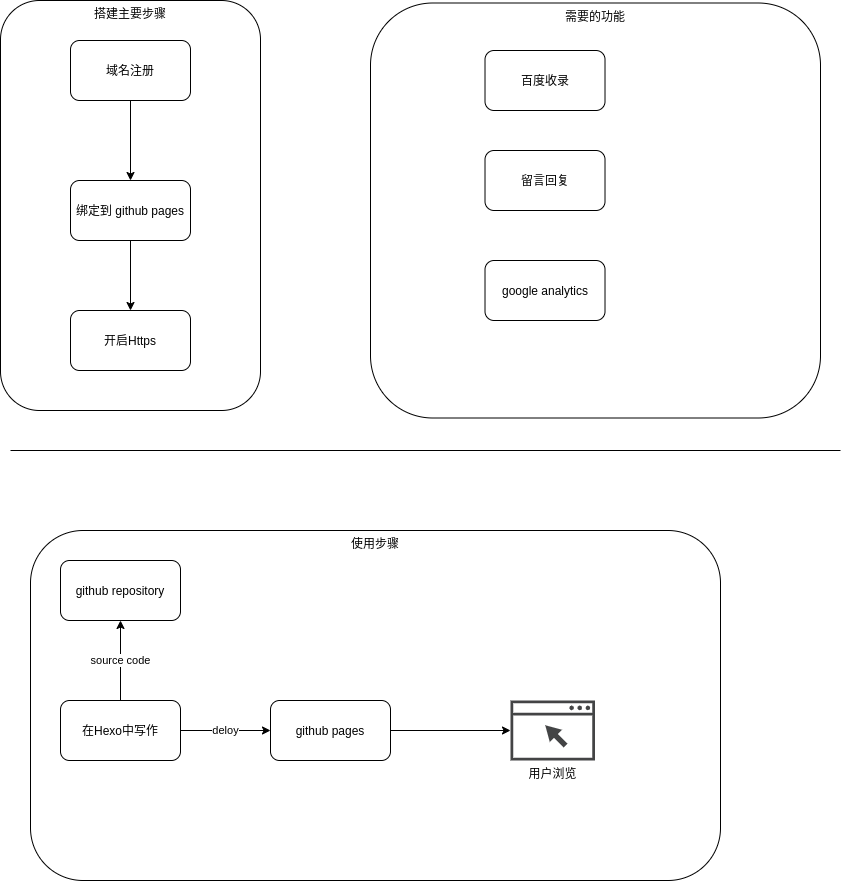 搭建主要步骤
域名注册
绑定到 github pages
开启Https
需要的功能
百度收录
留言回复
google analytics
使用步骤
github repository
source code
在Hexo中写作
deloy
github pages
用户浏览